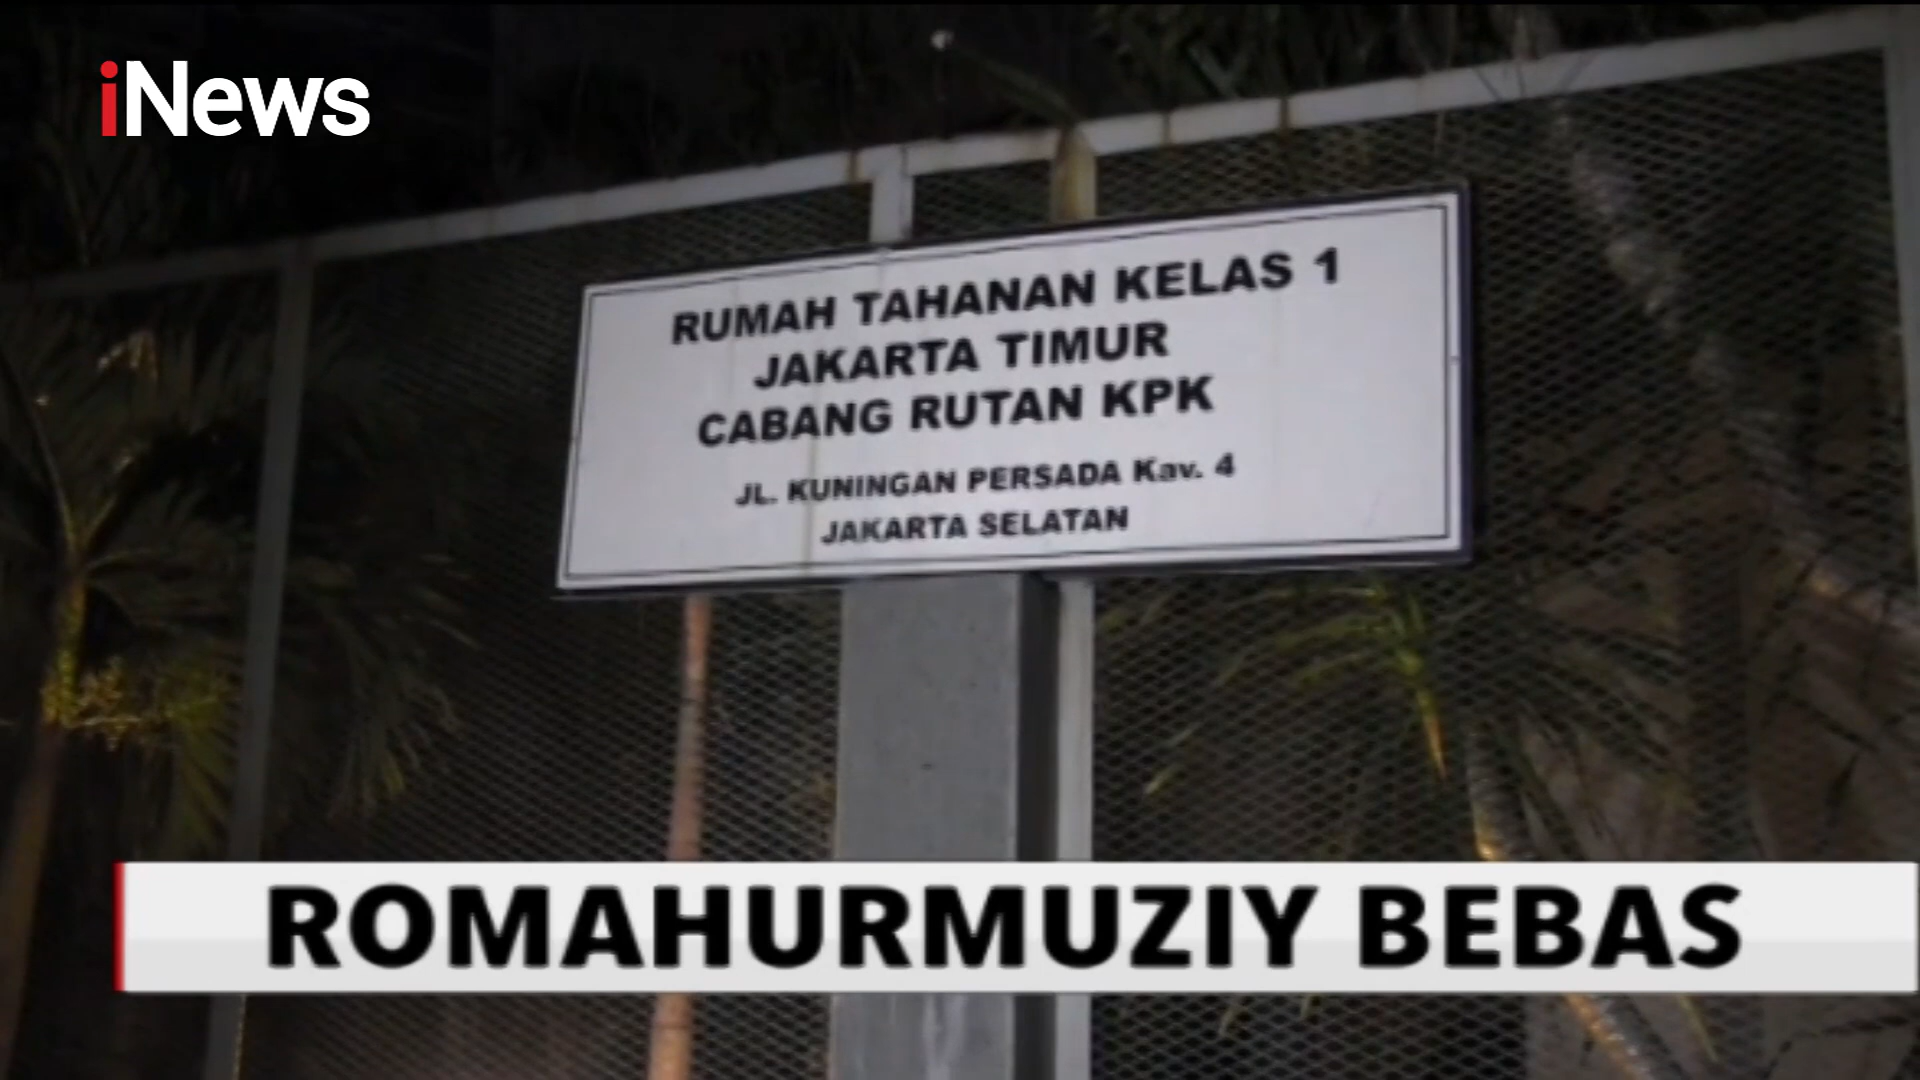 iNews
RUMAH TAHANAN KELAS 1
JAKARTA TIMUR
CABANG RUTAN KPK
JL. KUNINGAN PERSADA Kav. 4
JAKARTA SELATAN
ROMAHURMUZIY BEBAS